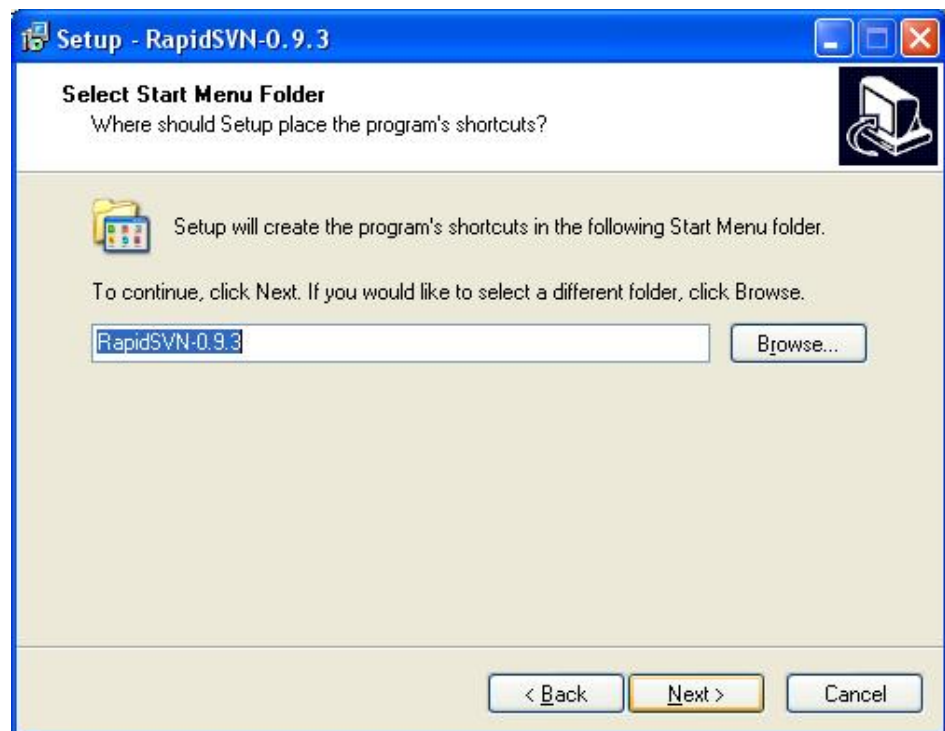 Setup - RapidSVN-0.9.3
Select Start Menu Folder
Where should Setup place the program's shortcuts?
Setup will create the program's shortcuts in the following Start Menu folder.
To continue, click Next. If you would like to select a different folder, click Browse.
RapidSVN-0.9.3
Browse...
< Back
Next >
Cancel